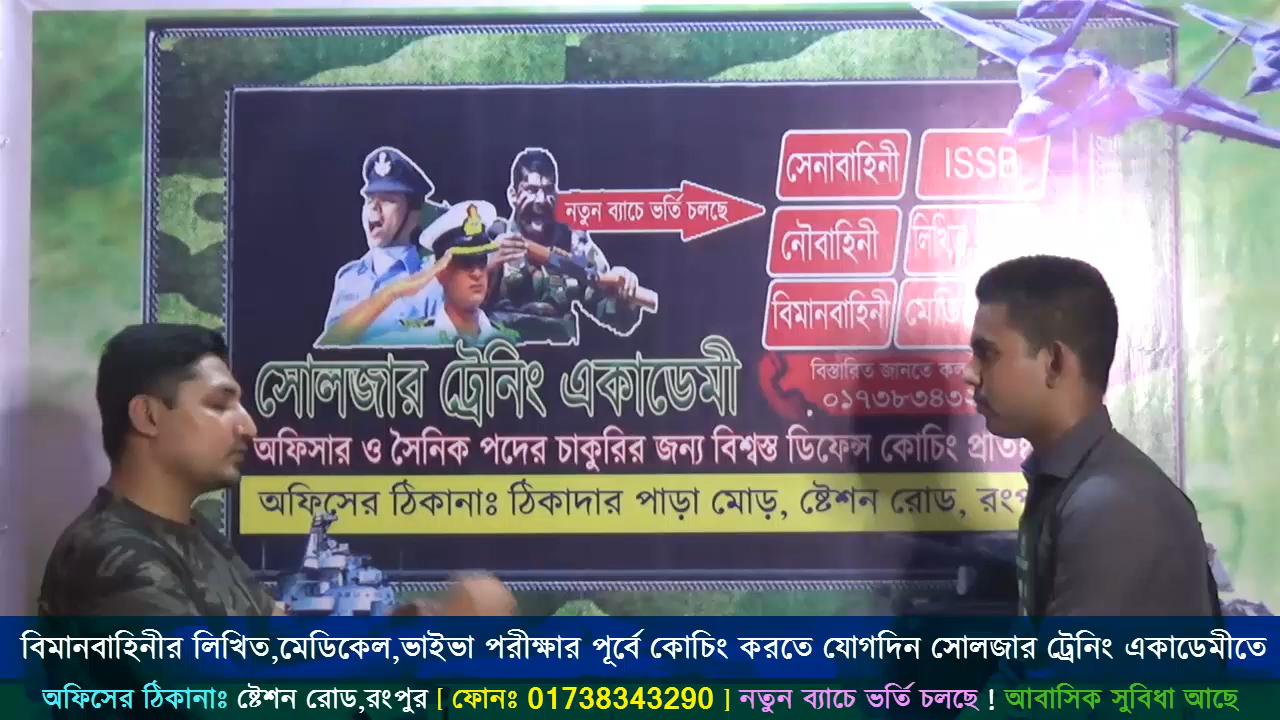 নতুন ব্যাচে ভর্তি চলছে
সেনাবাহিনী ISSB
নৌবাহিনী লিখিত
বিমানবাহিনী
সোলজার ট্রেনিং একাডেমী
বিস্তারিত জানতে
অফিসার ও সৈনিক পদের চাকুরির জন্য বিশ্বস্ত ডিফেন্স কোচিং
অফিসের ঠিকানাঃ ঠিকাদার পাড়া মোড়, ষ্টেশন রোড,
বিমানবাহিনীর লিখিত,মেডিকেল,ভাইভা পরীক্ষার পূর্বে কোচিং করতে যোগদিন সোলজার ট্রেনিং একাডেমীতে
অফিসের ঠিকানাঃ ষ্টেশন রোড,রংপুর [ ফোনঃ 01738343290 ] নতুন ব্যাচে ভর্তি চলছে ! আবাসিক সুবিধা আছে